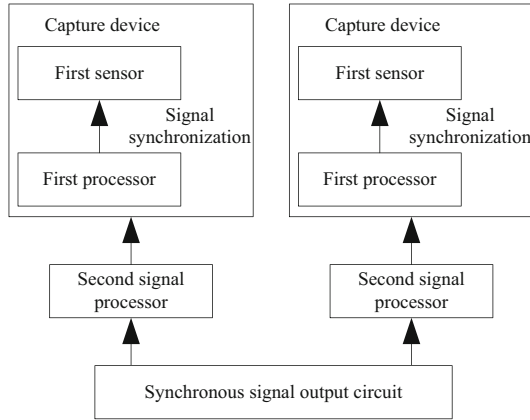 Capture device
First sensor
Signal
synchronization
First processor
Second signal
processor
Capture device
First sensor
Signal
synchronization
First processor
Second signal
processor
Synchronous signal output circuit